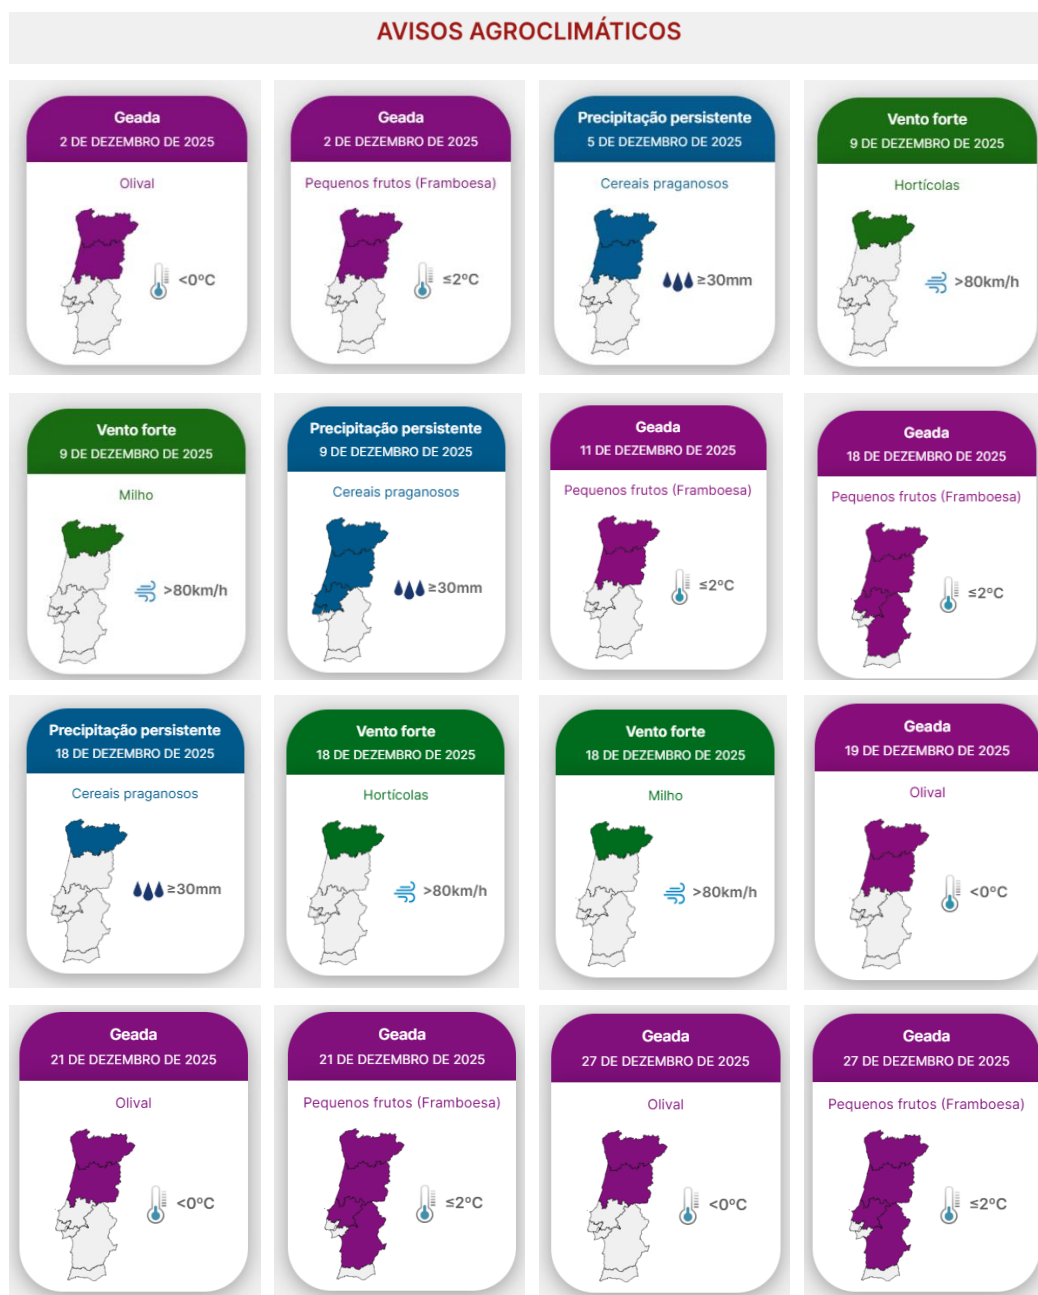 AVISOS AGROCLIMÁTICOS
Geada
2 DE DEZEMBRO DE 2025
Olival
<0ºC
Geada
2 DE DEZEMBRO DE 2025
Pequenos frutos (Framboesa)
≤2ºC
Precipitação persistente
5 DE DEZEMBRO DE 2025
Cereais praganosos
≥30mm
Vento forte
9 DE DEZEMBRO DE 2025
Hortícolas
>80km/h
Vento forte
9 DE DEZEMBRO DE 2025
Milho
>80km/h
Precipitação persistente
9 DE DEZEMBRO DE 2025
Cereais praganosos
≥30mm
Geada
11 DE DEZEMBRO DE 2025
Pequenos frutos (Framboesa)
≤2ºC
Geada
18 DE DEZEMBRO DE 2025
Pequenos frutos (Framboesa)
≤2ºC
Precipitação persistente
18 DE DEZEMBRO DE 2025
Cereais praganosos
≥30mm
Vento forte
18 DE DEZEMBRO DE 2025
Hortícolas
>80km/h
Vento forte
18 DE DEZEMBRO DE 2025
Milho
>80km/h
Geada
19 DE DEZEMBRO DE 2025
Olival
<0ºC
Geada
21 DE DEZEMBRO DE 2025
Olival
<0ºC
Geada
21 DE DEZEMBRO DE 2025
Pequenos frutos (Framboesa)
≤2ºC
Geada
27 DE DEZEMBRO DE 2025
Olival
<0ºC
Geada
27 DE DEZEMBRO DE 2025
Pequenos frutos (Framboesa)
≤2ºC